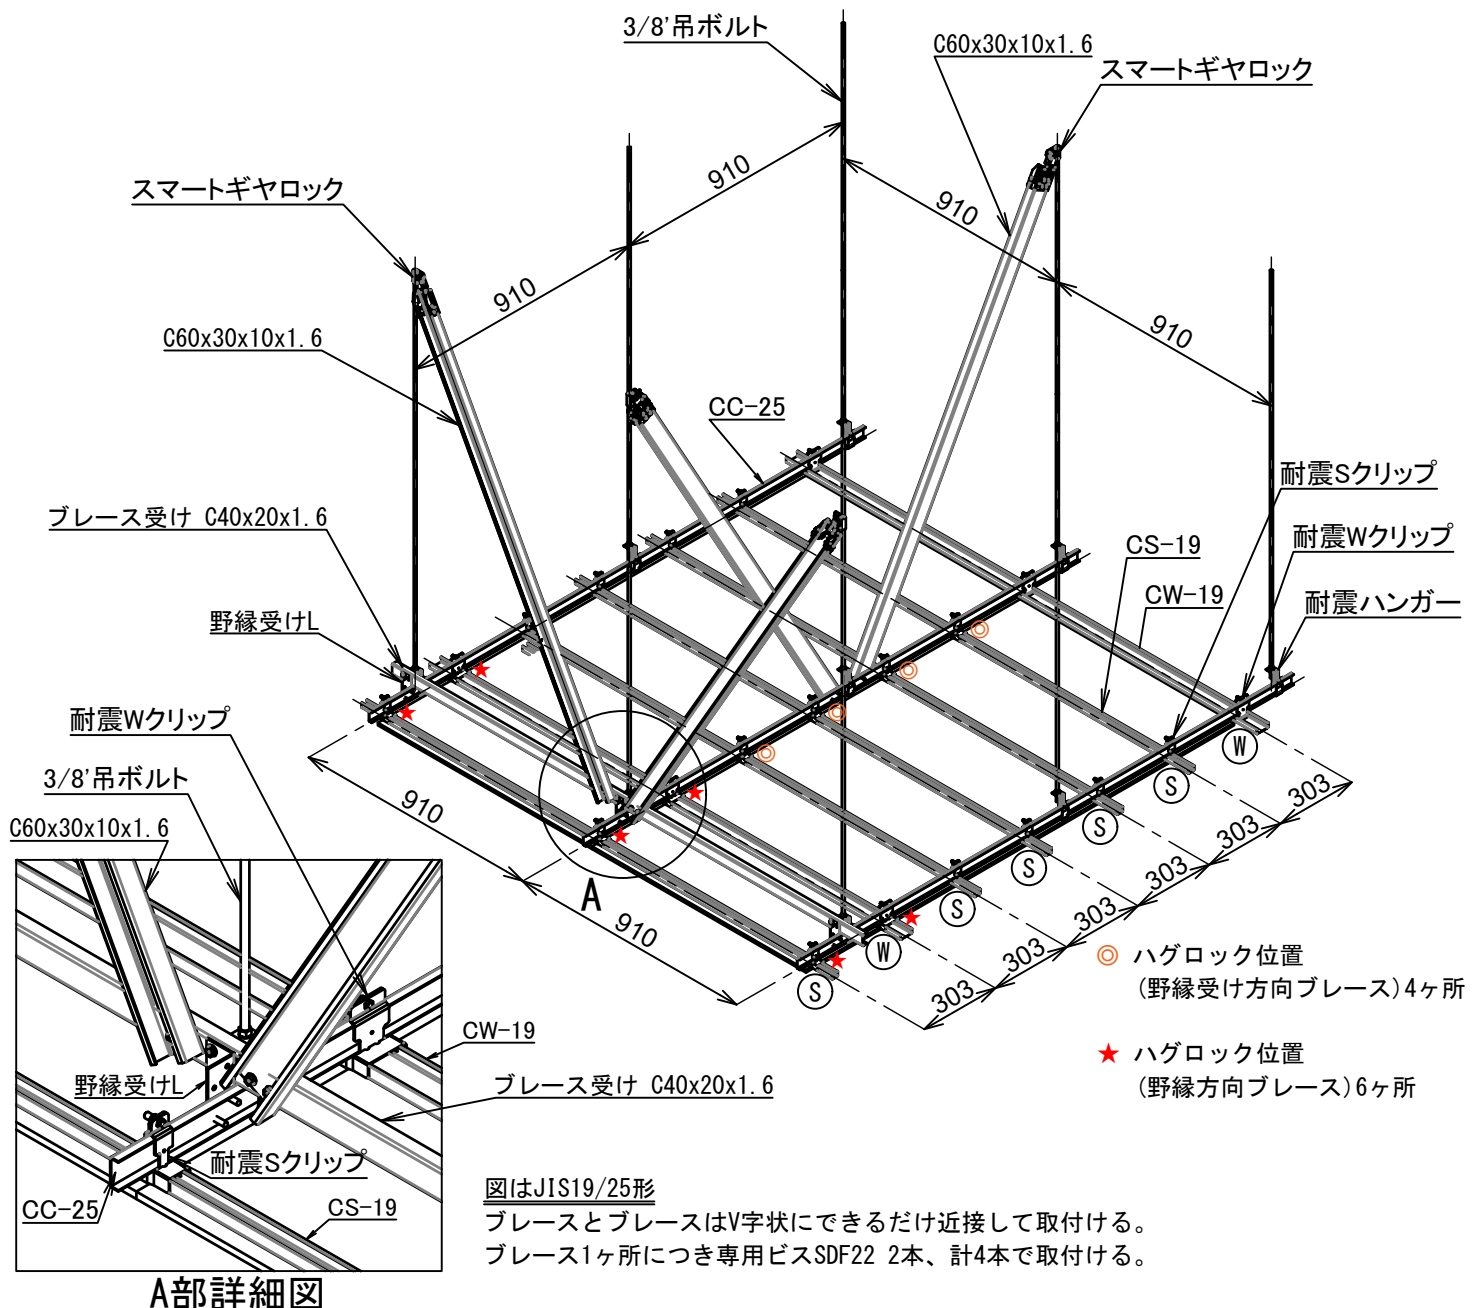 3/8'吊ボルト
C60x30x10x1.6
スマートギヤロック
910
910
スマートギヤロック
910
910
C60x30x10x1.6
910
CC-25
耐震Sクリップ
ブレース受け C40x20x1.6
耐震Wクリップ
CS-19
CW-19
耐震ハンガー
野縁受けL
耐震Wクリップ
3/8'吊ボルト
C60x30x10x1.6
W
S
S
S
S
W
S
303
303
303
303
303
303
910
910
A
◎ ハグロック位置
(野縁受け方向ブレース)4ヶ所
★ ハグロック位置
(野縁方向ブレース)6ヶ所
CW-19
ブレース受け C40x20x1.6
野縁受けL
耐震Sクリップ
CC-25
CS-19
A部詳細図
図はJIS19/25形
ブレースとブレースはV字状にできるだけ近接して取付ける。
ブレース1ヶ所につき専用ビスSDF22 2本、計4本で取付ける。